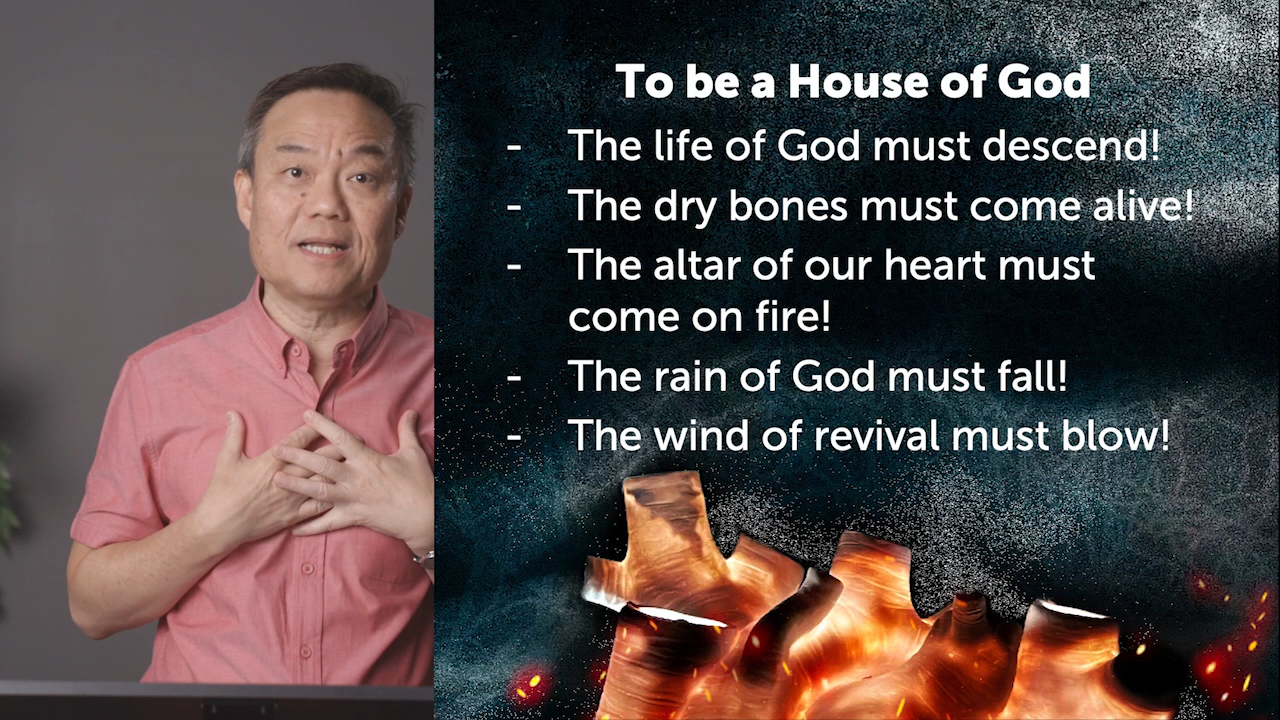 To be a House of God
- The life of God must descend!
- The dry bones must come alive!
- The altar of our heart must
come on fire!
- The rain of God must fall!
- The wind of revival must blow!